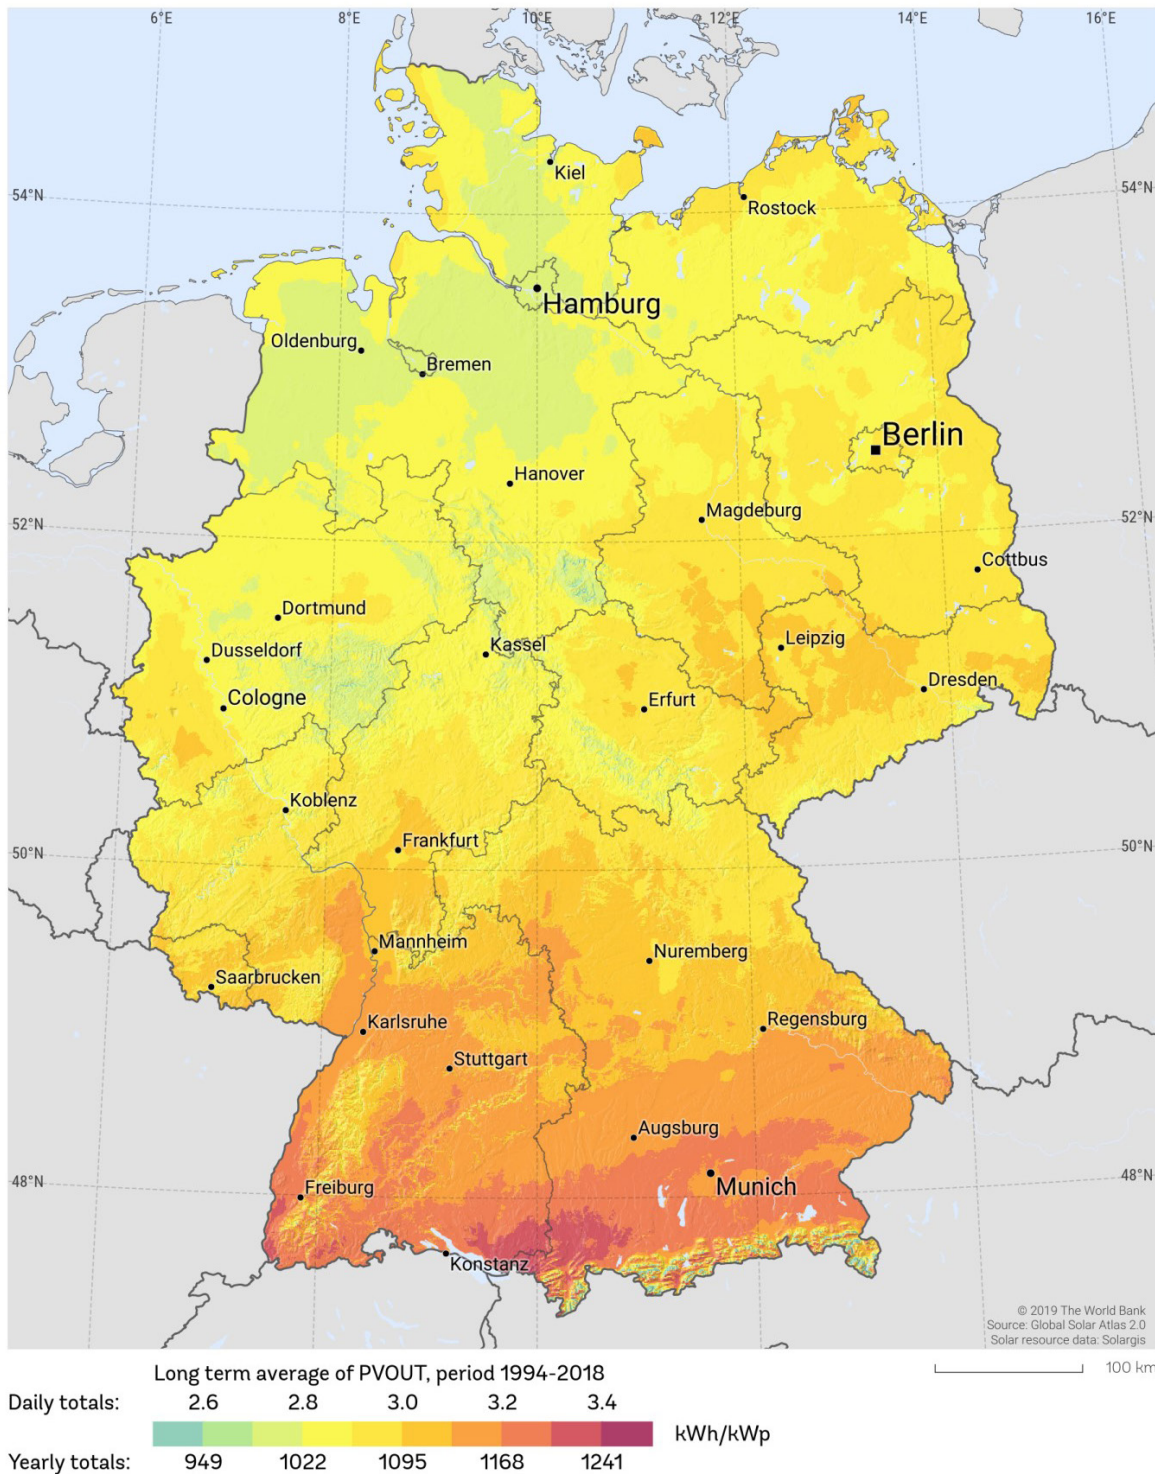 6°E 8°E 10°E 12°E 14°E 16°E
Kiel
54°N 54°N
Rostock
Hamburg
Oldenburg
Bremen
Berlin
Hanover
Magdeburg
52°N 52°N
Cottbus
Dortmund
Leipzig
Dusseldorf Kassel
Dresden
Cologne Erfurt
Koblenz
Frankfurt
50°N 50°N
Mannheim
Nuremberg
Saarbrucken
Karlsruhe Regensburg
Stuttgart
Augsburg
48°N 48°N
Freiburg Munich
Konstanz
© 2019 The World Bank
Source: Global Solar Atlas 2.0
Solar resource data: Solargis
Long term average of PVOUT, period 1994-2018
100 km
Daily totals: 2.6 2.8 3.0 3.2 3.4
kWh/kWp
Yearly totals: 949 1022 1095 1168 1241